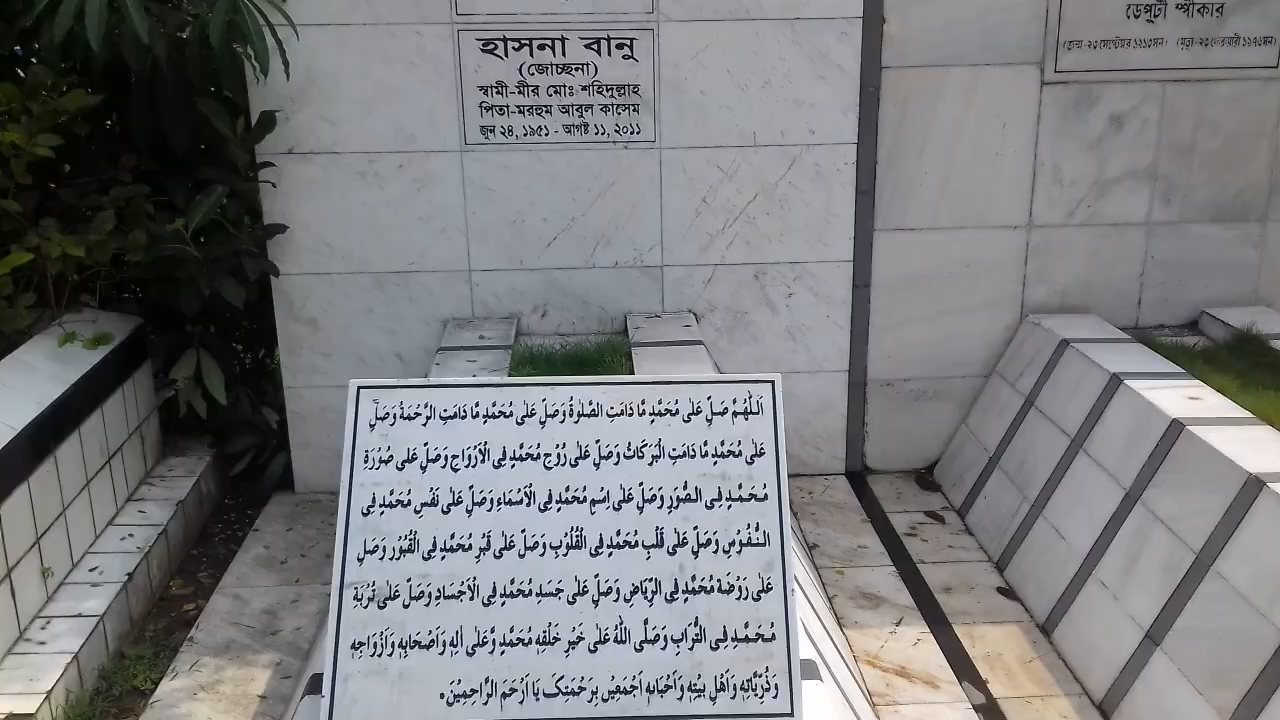 হাসনা বানু
(জোচ্ছনা)
স্বামী-মীর মোঃ শহিদুল্লাহ
পিতা-মরহুম আবুল কাসেম
জুন ২৪, ১৯৫১ - আগষ্ট ১১, ২০১১
ডেপুটী স্পীকার
اَللّٰهُمَّ صَلِّ عَلٰى مُحَمَّدٍ مَّا دَامَتِ الصَّلٰوةُ وَصَلِّ عَلٰى مُحَمَّدٍ مَّا دَامَتِ الرَّحْمَةُ وَصَلِّ
عَلٰى مُحَمَّدٍ مَّا دَامَتِ الْبَرَكَاتُ وَصَلِّ عَلٰى رُوْحِ مُحَمَّدٍ فِى الْاَرْوَاحِ وَصَلِّ عَلٰى صُوْرَةِ
مُحَمَّدٍ فِى الصُّوَرِ وَصَلِّ عَلٰى اِسْمِ مُحَمَّدٍ فِى الْاَسْمَاءِ وَصَلِّ عَلٰى نَفْسِ مُحَمَّدٍ فِى
النُّفُوْسِ وَصَلِّ عَلٰى قَلْبِ مُحَمَّدٍ فِى الْقُلُوْبِ وَصَلِّ عَلٰى قَبْرِ مُحَمَّدٍ فِى الْقُبُوْرِ وَصَلِّ
عَلٰى رَوْضَةِ مُحَمَّدٍ فِى الرِّيَاضِ وَصَلِّ عَلٰى جَسَدِ مُحَمَّدٍ فِى الْاَجْسَادِ وَصَلِّ عَلٰى تُرْبَةِ
مُحَمَّدٍ فِى التُّرَابِ وَصَلَّى اللّٰهُ عَلٰى خَيْرِ خَلْقِهٖ مُحَمَّدٍ وَّعَلٰى اٰلِهٖ وَاَصْحَابِهٖ وَاَزْوَاجِهٖ
وَذُرِّيَّاتِهٖ وَاَهْلِ بَيْتِهٖ وَاَحْبَابِهٖ اَجْمَعِيْنَ بِرَحْمَتِكَ يَا اَرْحَمَ الرَّاحِمِيْنَ۰